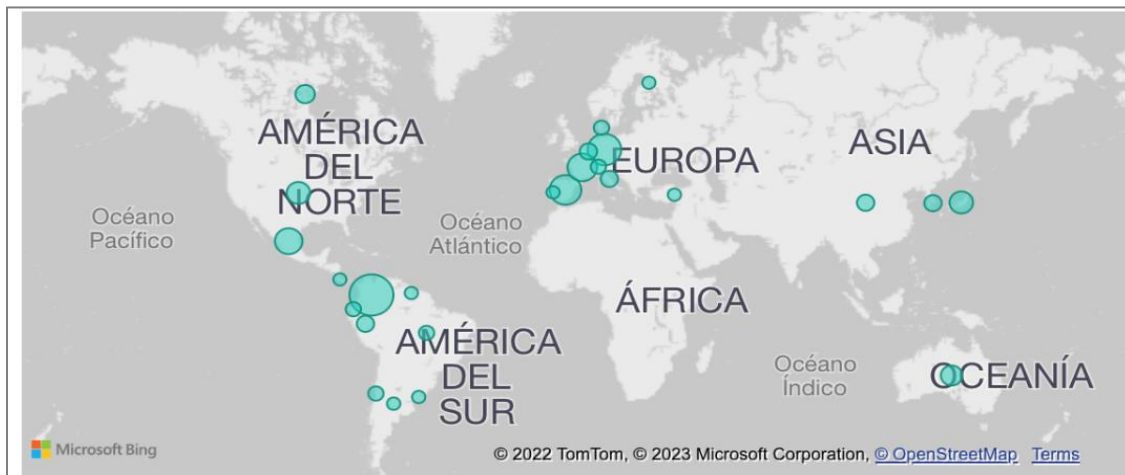 AMÉRICA
DEL
NORTE
EUROPA
ASIA
Océano
Pacífico
Océano
Atlántico
ÁFRICA
AMÉRICA
DEL
SUR
Océano
Índico
OCEANÍA
Microsoft Bing
© 2022 TomTom, © 2023 Microsoft Corporation, © OpenStreetMap Terms